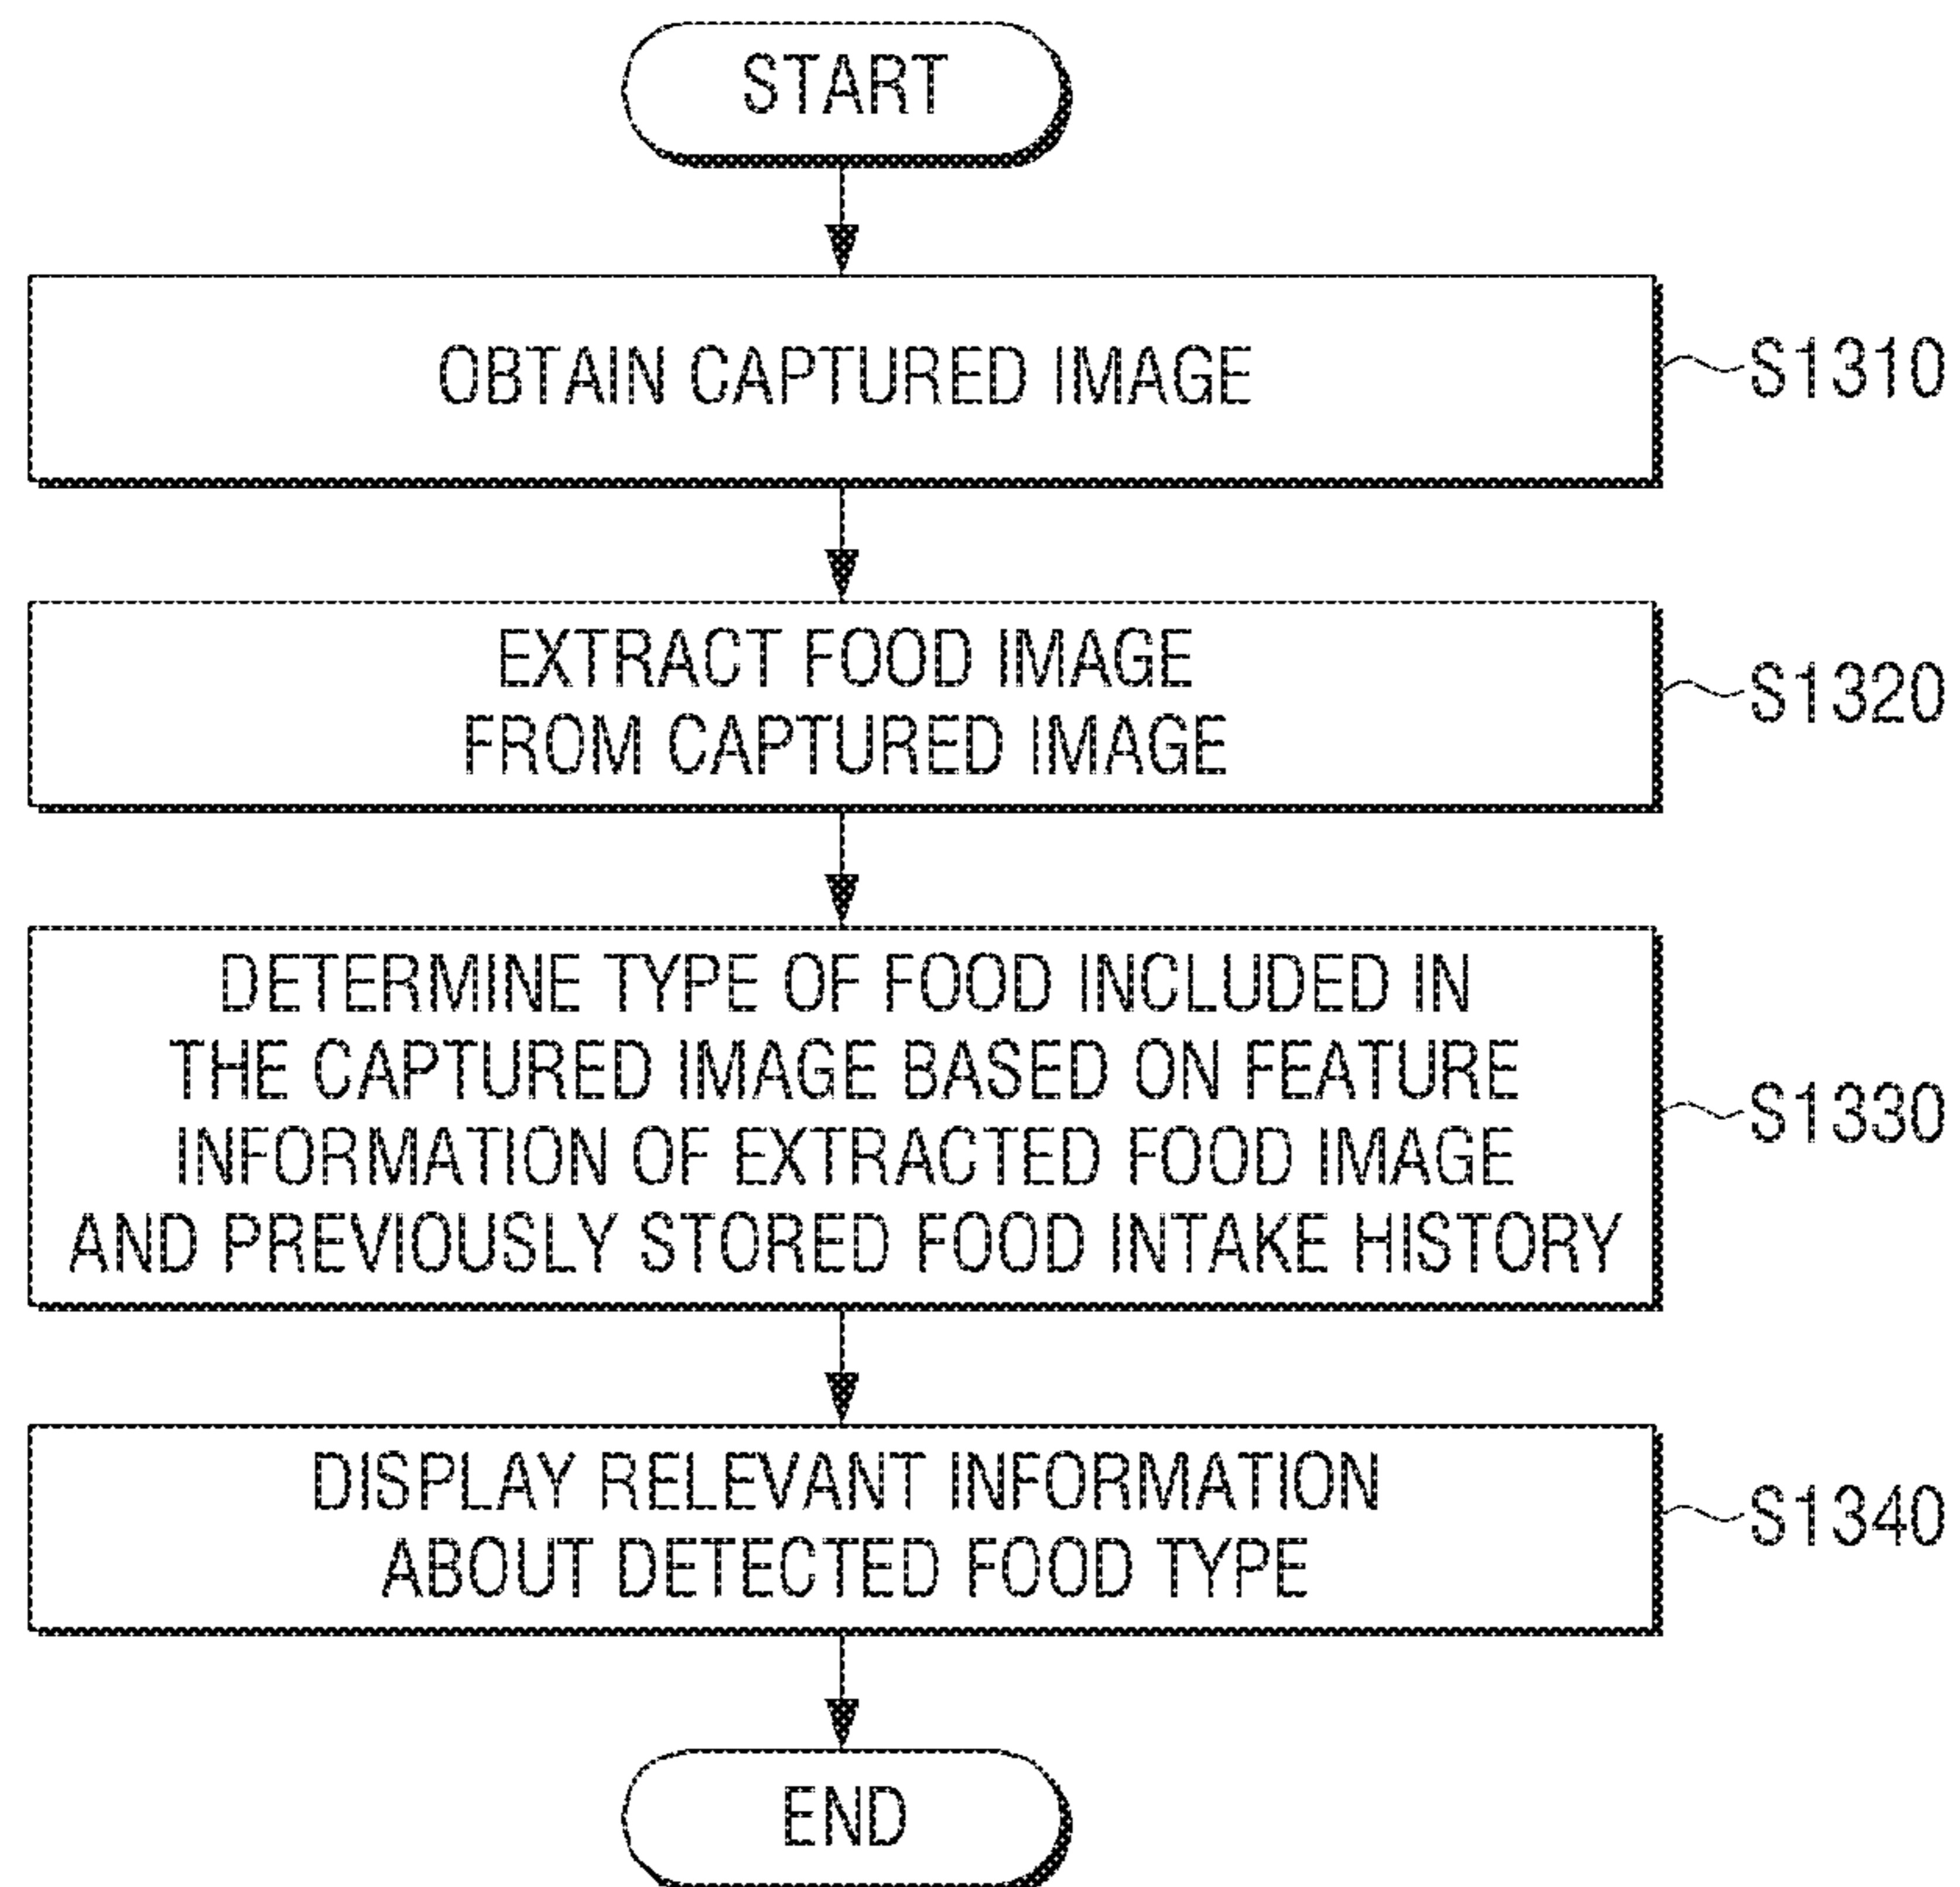 START
OBTAIN CAPTURED IMAGE
S1310
EXTRACT FOOD IMAGE
FROM CAPTURED IMAGE
S1320
DETERMINE TYPE OF FOOD INCLUDED IN
THE CAPTURED IMAGE BASED ON FEATURE
INFORMATION OF EXTRACTED FOOD IMAGE
AND PREVIOUSLY STORED FOOD INTAKE HISTORY
S1330
DISPLAY RELEVANT INFORMATION
ABOUT DETECTED FOOD TYPE
S1340
END